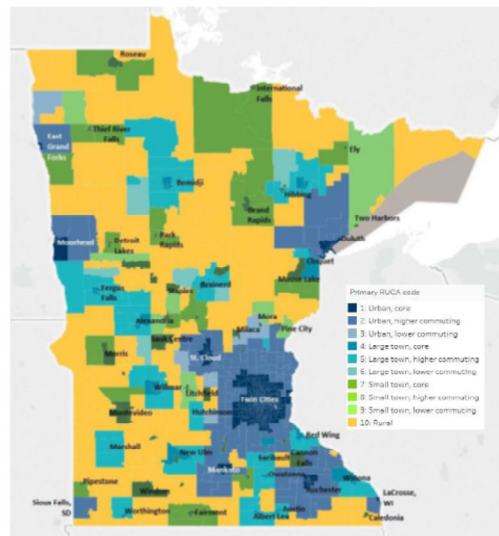 Roseau
International
Falls
East
Grand
Forks
Thief River
Falls
Ely
Bemidji
Hibbing
Grand
Rapids
Two Harbors
Duluth
Moorhead
Detroit
Lakes
Park
Rapids
Cloquet
Moose Lake
Fergus
Falls
Staples
Brainerd
Alexandria
Mora
Milaca
Pine City
Sauk Centre
Morris
St. Cloud
Willmar
Litchfield
Hutchinson
Twin Cities
Montevideo
Marshall
New Ulm
Red Wing
Faribault
Cannon
Falls
Mankato
Owatonna
Winona
Rochester
Pipestone
Windom
Sioux Falls,
SD
Worthington
Fairmont
Albert Lea
Austin
LaCrosse,
WI
Caledonia
Primary RUCA code
1: Urban, core
2: Urban, higher commuting
3: Urban, lower commuting
4: Large town, core
5: Large town, higher commuting
6: Large town, lower commuting
7: Small town, core
8: Small town, higher commuting
9: Small town, lower commuting
10: Rural